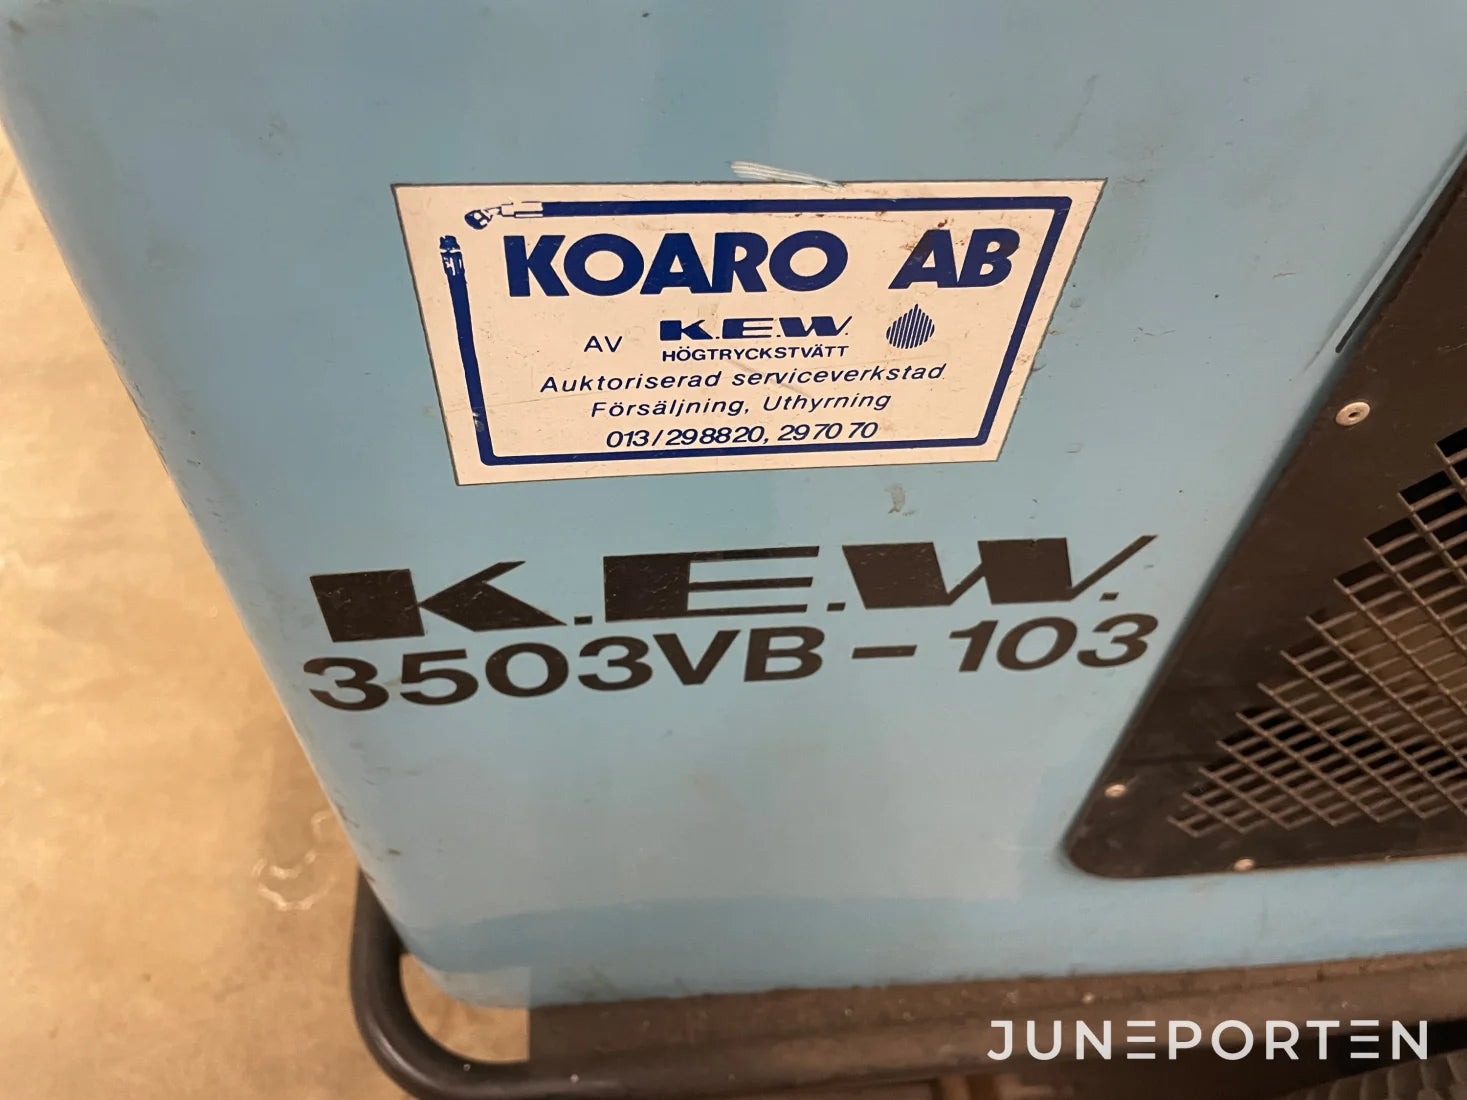 KOARO AB
AV K.E.W.
HÖGTRYCKSTVÄTT
Auktoriserad serviceverkstad.
Försäljning, Uthyrning
013/298820, 297070
K.E.W.
3503VB-103
JUNEPORTEN